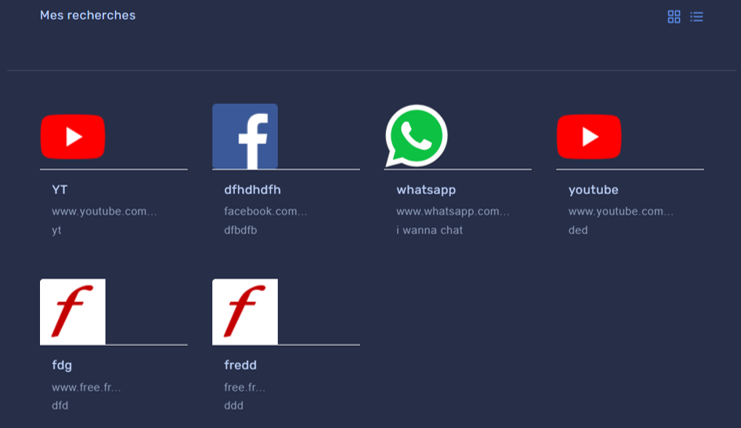 Mes recherches
YT
www.youtube.com...
yt
dfhdhdfh
facebook.com...
dfbdfb
whatsapp
www.whatsapp.com...
i wanna chat
youtube
www.youtube.com...
ded
fdg
www.free.fr...
dfd
fredd
free.fr...
ddd